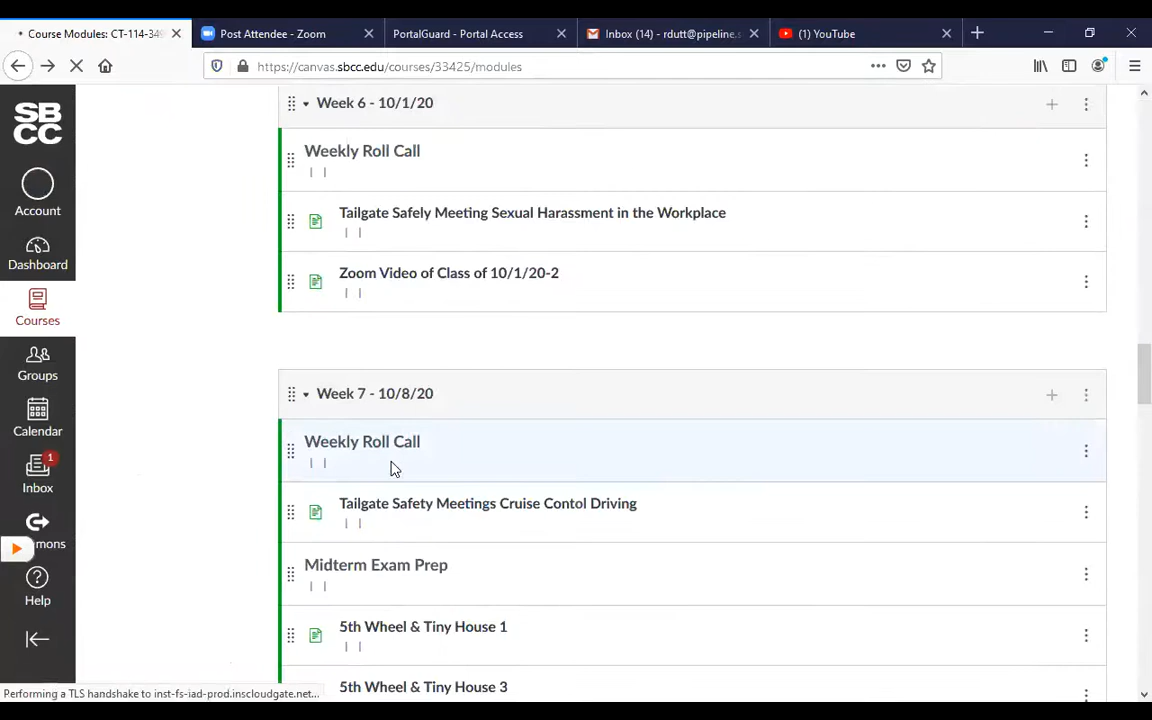 Course Modules: CT-114-349
Post Attendee - Zoom
PortalGuard - Portal Access
Inbox (14) - rdutt@pipeline.s
(1) YouTube
https://canvas.sbcc.edu/courses/33425/modules
SB
CC
Account
Dashboard
Courses
Groups
Calendar
1
Inbox
mons
Help
Week 6 - 10/1/20
Weekly Roll Call
Tailgate Safely Meeting Sexual Harassment in the Workplace
Zoom Video of Class of 10/1/20-2
Week 7 - 10/8/20
Weekly Roll Call
Tailgate Safety Meetings Cruise Contol Driving
Midterm Exam Prep
5th Wheel & Tiny House 1
5th Wheel & Tiny House 3
Performing a TLS handshake to inst-fs-iad-prod.inscloudgate.net...